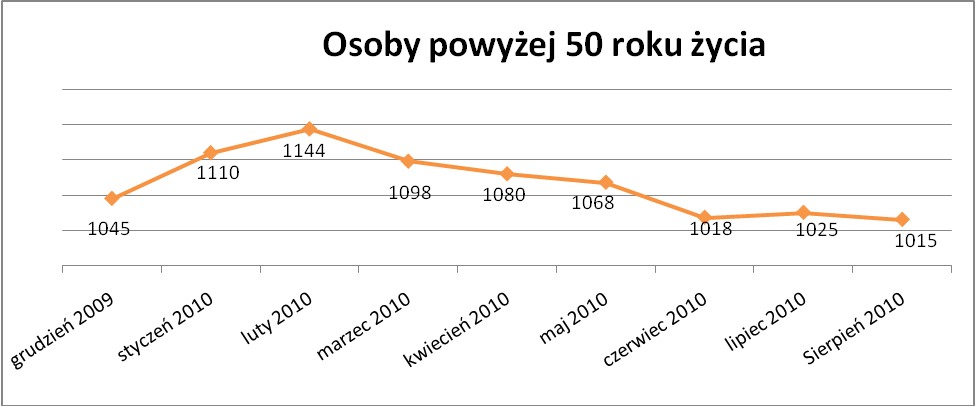 Osoby powyżej 50 roku życia
1045
1110
1144
1098
1080
1068
1018
1025
1015
grudzień 2009
styczeń 2010
luty 2010
marzec 2010
kwiecień 2010
maj 2010
czerwiec 2010
lipiec 2010
Sierpień 2010